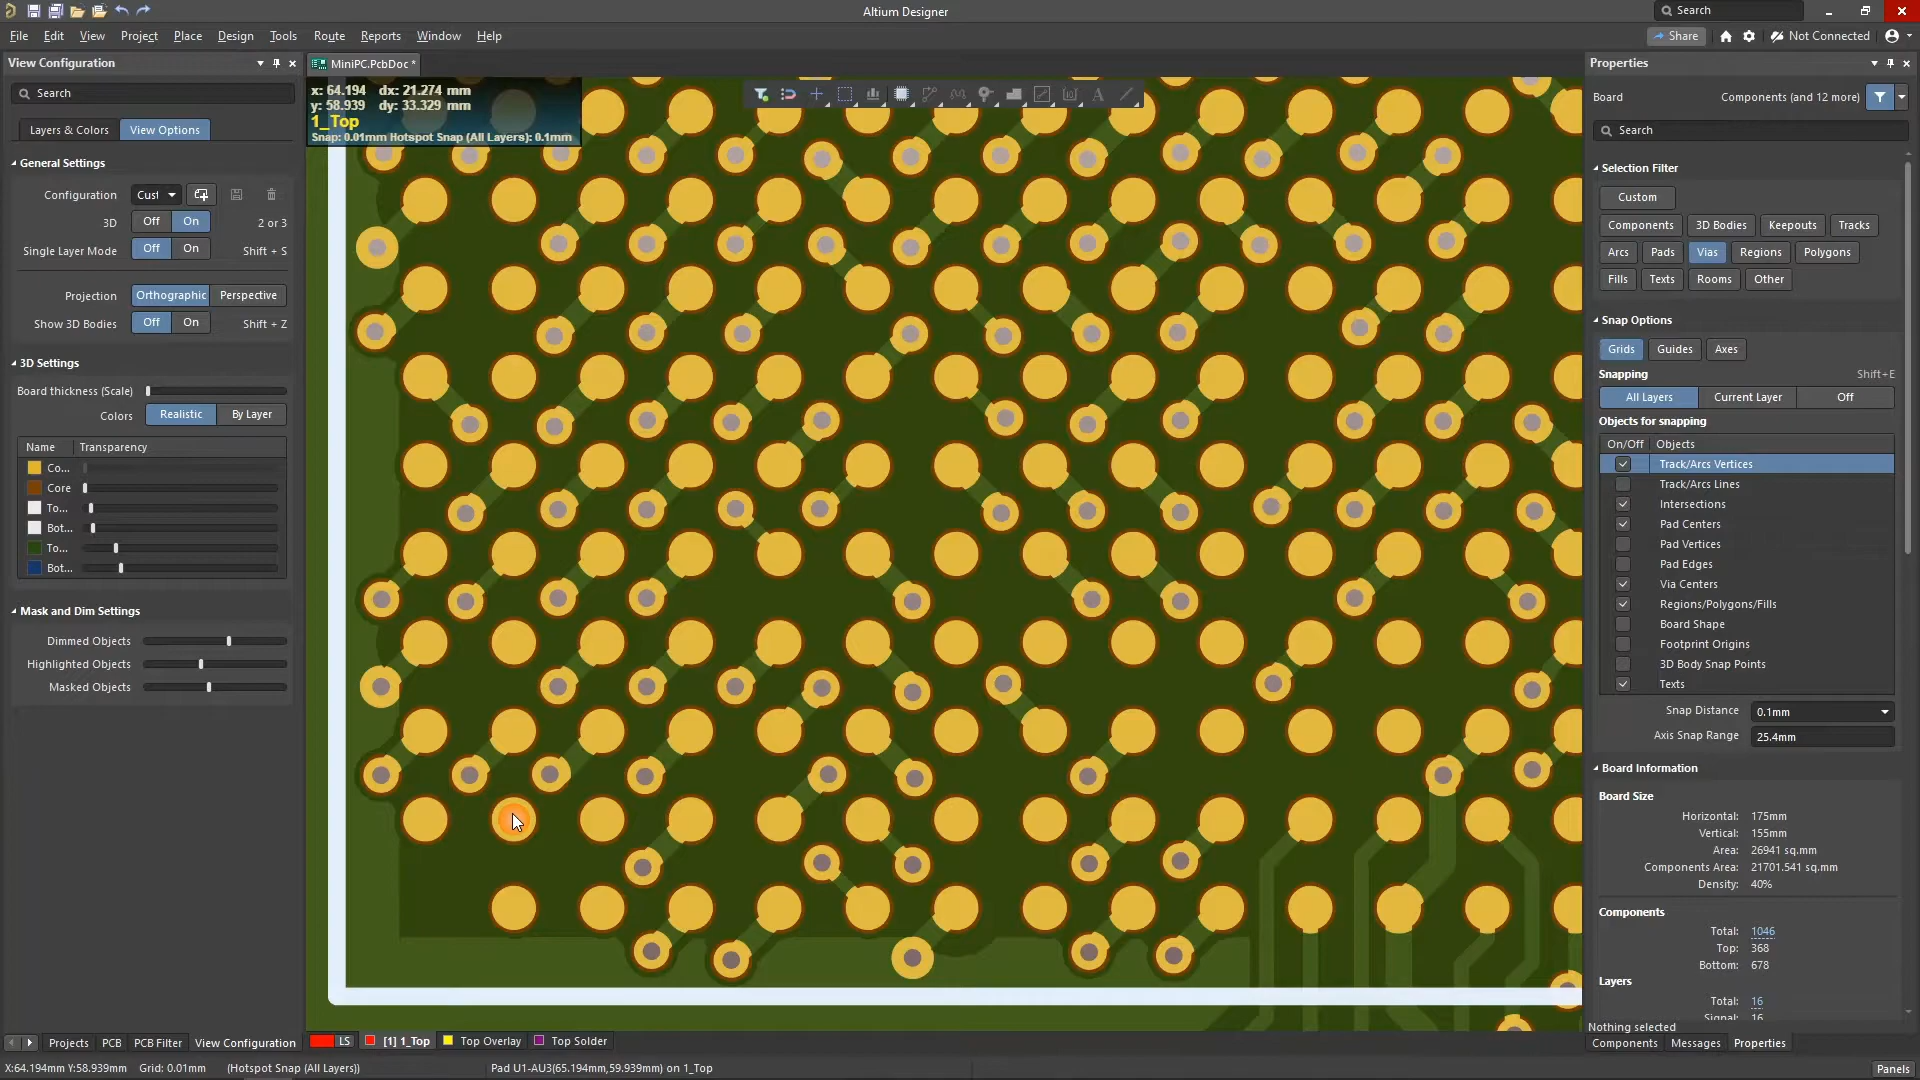 Altium Designer
Search
File Edit View Project Place Design Tools Route Reports Window Help
Share
Not Connected
View Configuration
MiniPC.PcbDoc *
Properties
Search
Board
Components (and 12 more)
Layers & Colors View Options
x: 64.194 dx: 21.274 mm
y: 58.939 dy: 33.329 mm
1_Top
Snap: 0.01mm Hotspot Snap (All Layers): 0.1mm
Search
General Settings
Configuration Cust
3D Off On 2 or 3
Single Layer Mode Off On Shift + S
Projection Orthographic Perspective
Show 3D Bodies Off On Shift + Z
3D Settings
Board thickness (Scale)
Colors Realistic By Layer
Name Transparency
Co...
Core
To...
Bot...
To...
Bot...
Mask and Dim Settings
Dimmed Objects
Highlighted Objects
Masked Objects
Selection Filter
Custom
Components 3D Bodies Keepouts Tracks
Arcs Pads Vias Regions Polygons
Fills Texts Rooms Other
Snap Options
Grids Guides Axes
Snapping Shift+E
All Layers Current Layer Off
Objects for snapping
On/Off Objects
Track/Arcs Vertices
Track/Arcs Lines
Intersections
Pad Centers
Pad Vertices
Pad Edges
Via Centers
Regions/Polygons/Fills
Board Shape
Footprint Origins
3D Body Snap Points
Texts
Snap Distance 0.1mm
Axis Snap Range 25.4mm
Board Information
Board Size
Horizontal: 175mm
Vertical: 155mm
Area: 26941 sq.mm
Components Area: 21701.541 sq.mm
Density: 40%
Components
Total: 1046
Top: 368
Bottom: 678
Layers
Total: 16
Signal: 16
Nothing selected
Projects PCB PCB Filter View Configuration
LS [1] 1_Top Top Overlay Top Solder
Components Messages Properties
X:64.194mm Y:58.939mm Grid: 0.01mm (Hotspot Snap (All Layers))
Pad U1-AU3(65.194mm,59.939mm) on 1_Top
Panels